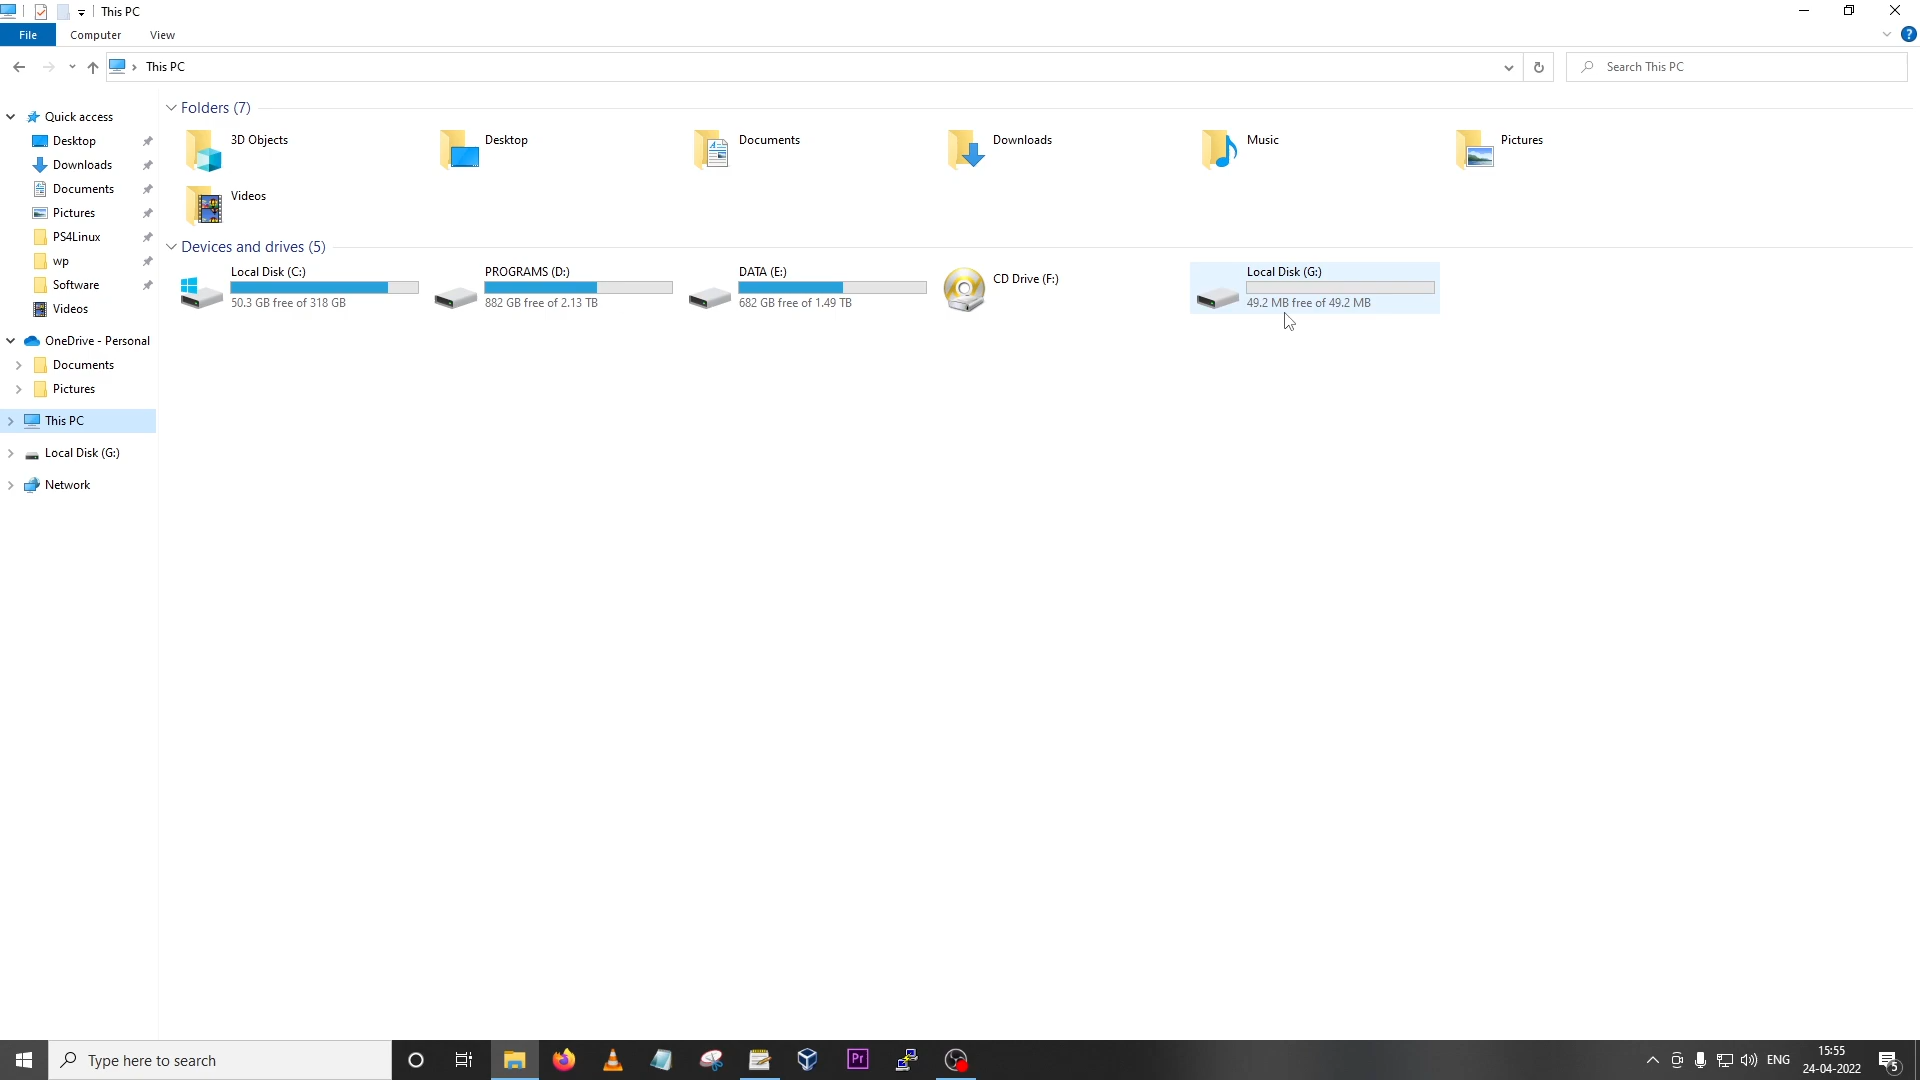 This PC
File Computer View
This PC
Search This PC
Quick access
Desktop
Downloads
Documents
Pictures
PS4Linux
wp
Software
Videos
OneDrive - Personal
Documents
Pictures
This PC
Local Disk (G:)
Network
Folders (7)
3D Objects
Desktop
Documents
Downloads
Music
Pictures
Videos
Devices and drives (5)
Local Disk (C:)
50.3 GB free of 318 GB
PROGRAMS (D:)
882 GB free of 2.13 TB
DATA (E:)
682 GB free of 1.49 TB
CD Drive (F:)
Local Disk (G:)
49.2 MB free of 49.2 MB
Type here to search
Pr
ENG
15:55
24-04-2022
5